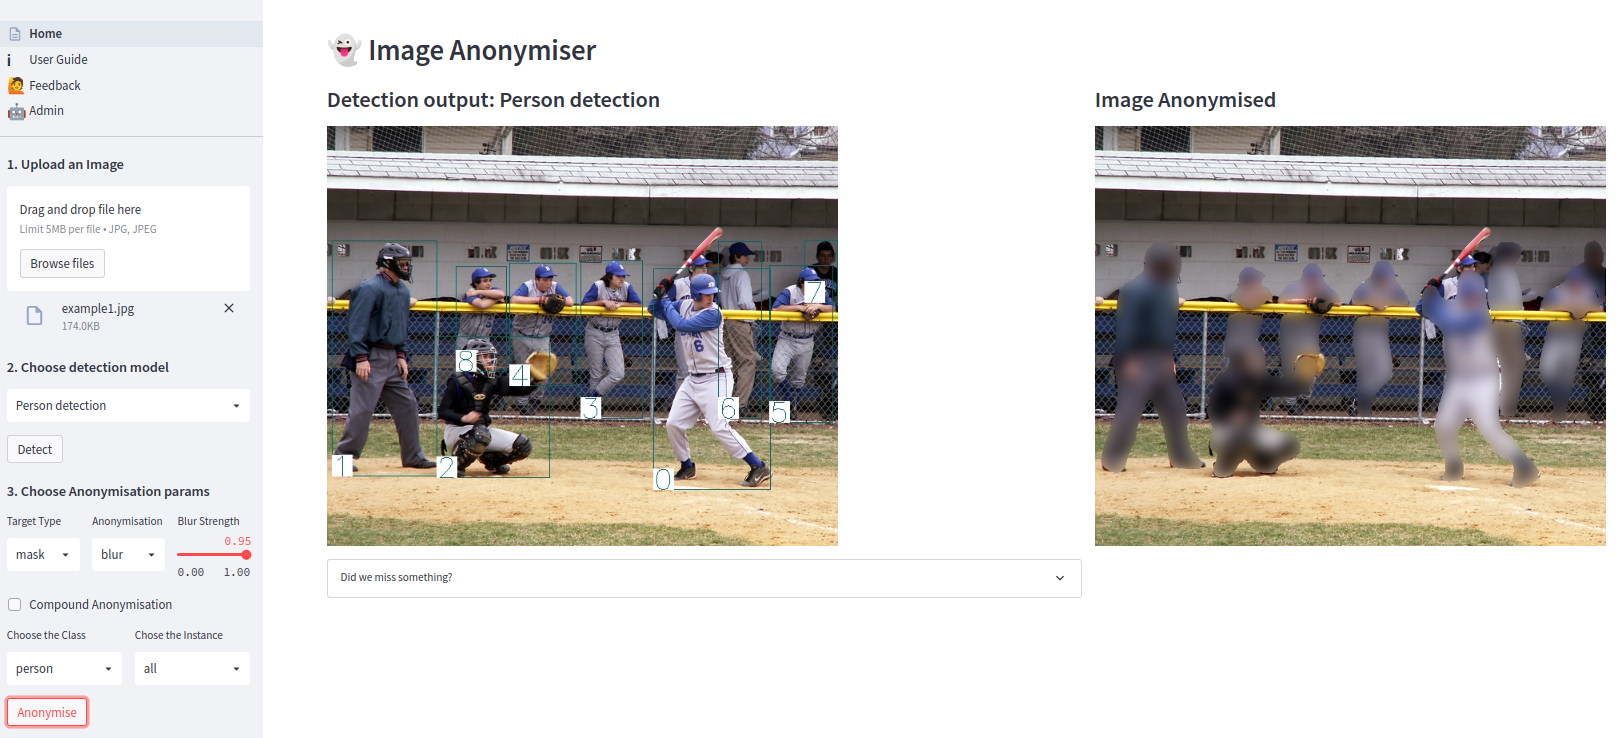 Home
User Guide
Feedback
Admin
1. Upload an Image
Drag and drop file here
Limit 5MB per file • JPG, JPEG
Browse files
example1.jpg
174.0KB
2. Choose detection model
Person detection
Detect
3. Choose Anonymisation params
Target Type
Anonymisation
Blur Strength
0.95
mask
blur
0.00
1.00
Compound Anonymisation
Choose the Class
Chose the Instance
person
all
Anonymise
Image Anonymiser
Detection output: Person detection
7
6
8
4
3
6
5
1
2
0
Did we miss something?
Image Anonymised